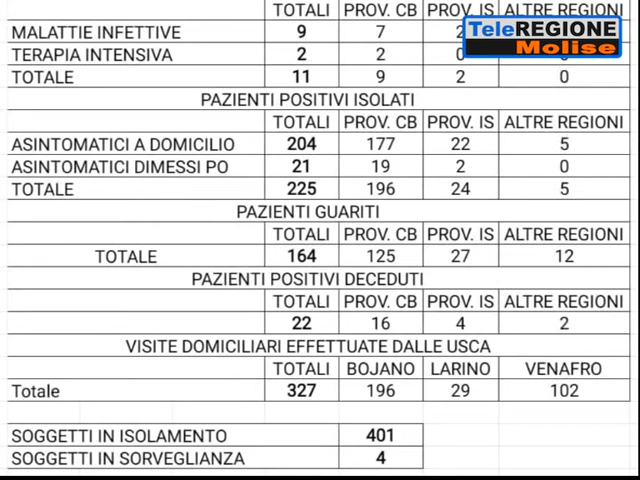 TOTALI PROV. CB PROV. IS ALTRE REGIONI
MALATTIE INFETTIVE 9 7 2
TeleREGIONE
Molise
TERAPIA INTENSIVA 2 2 0
TOTALE 11 9 2 0
PAZIENTI POSITIVI ISOLATI
TOTALI PROV. CB PROV. IS ALTRE REGIONI
ASINTOMATICI A DOMICILIO 204 177 22 5
ASINTOMATICI DIMESSI PO 21 19 2 0
TOTALE 225 196 24 5
PAZIENTI GUARITI
TOTALI PROV. CB PROV. IS ALTRE REGIONI
TOTALE 164 125 27 12
PAZIENTI POSITIVI DECEDUTI
TOTALI PROV. CB PROV. IS ALTRE REGIONI
22 16 4 2
VISITE DOMICILIARI EFFETTUATE DALLE USCA
TOTALI BOJANO LARINO VENAFRO
Totale 327 196 29 102
SOGGETTI IN ISOLAMENTO 401
SOGGETTI IN SORVEGLIANZA 4